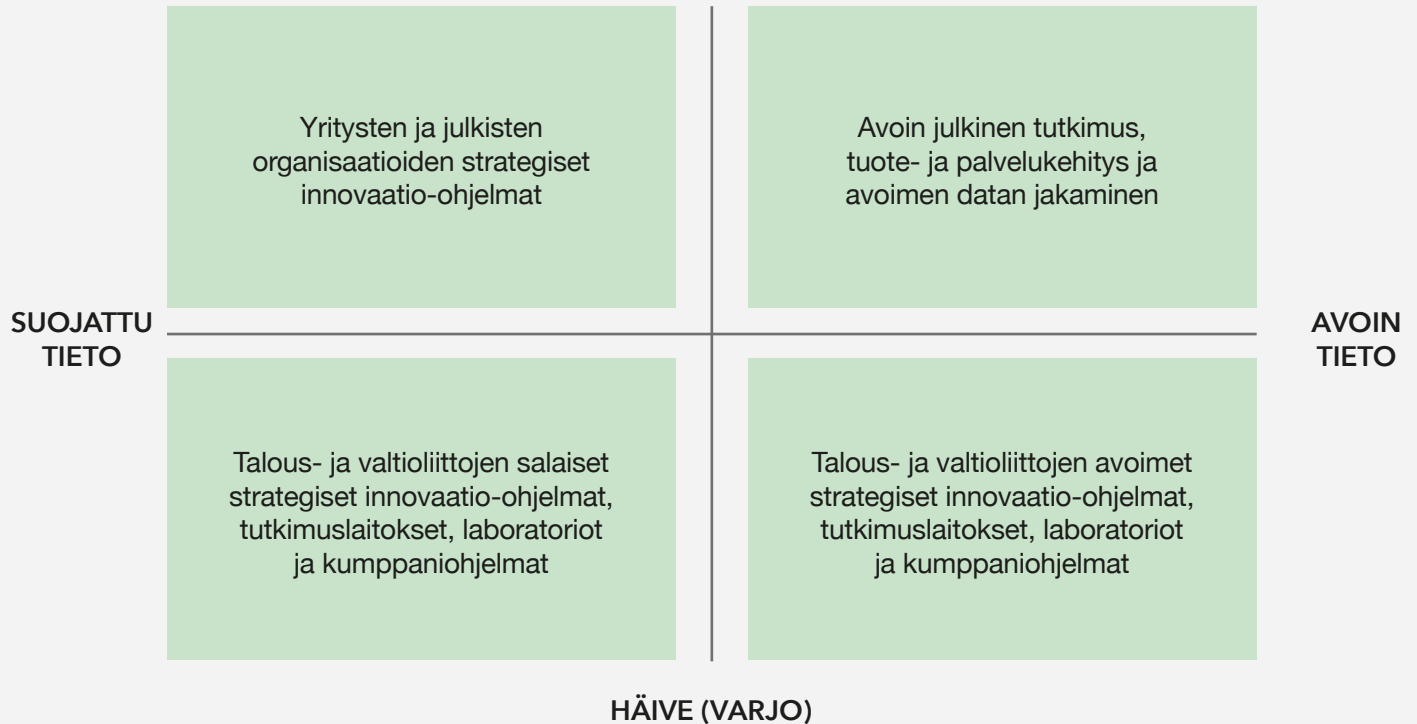 Yritysten ja julkisten
organisaatioiden strategiset
innovaatio-ohjelmat
Avoin julkinen tutkimus,
tuote- ja palvelukehitys ja
avoimen datan jakaminen
SUOJATTU
TIETO
AVOIN
TIETO
Talous- ja valtioliittojen salaiset
strategiset innovaatio-ohjelmat,
tutkimuslaitokset, laboratoriot
ja kumppaniohjelmat
Talous- ja valtioliittojen avoimet
strategiset innovaatio-ohjelmat,
tutkimuslaitokset, laboratoriot
ja kumppaniohjelmat
HÄIVE (VARJO)